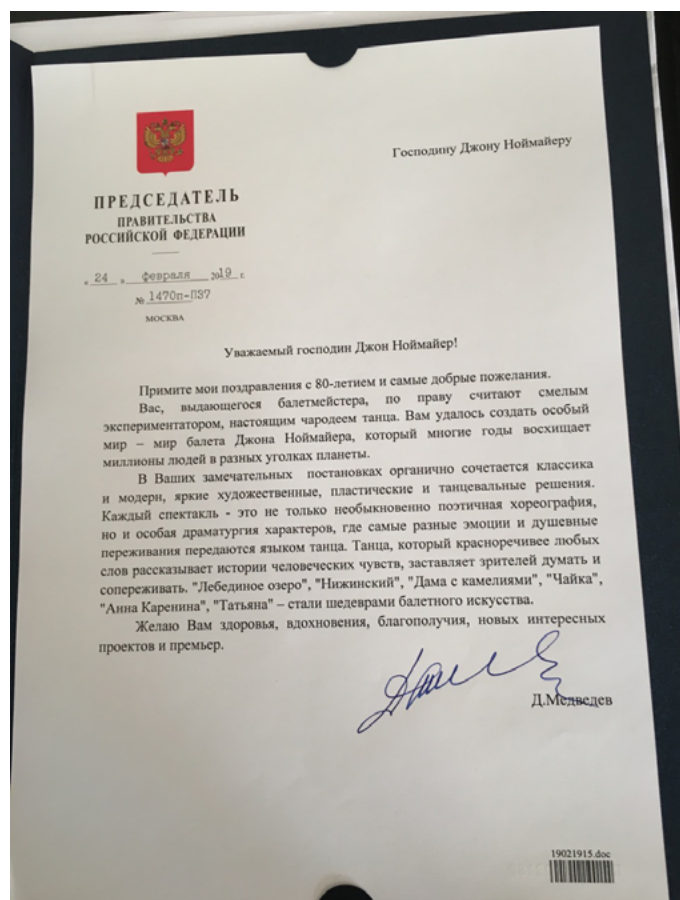 Господину Джону Ноймайеру
ПРЕДСЕДАТЕЛЬ
ПРАВИТЕЛЬСТВА
РОССИЙСКОЙ ФЕДЕРАЦИИ
« 24 » февраля 2019 г.
№ 1470п-П37
МОСКВА
Уважаемый господин Джон Ноймайер!
Примите мои поздравления с 80-летием и самые добрые пожелания.
Вас, выдающегося балетмейстера, по праву считают смелым
экспериментатором, настоящим чародеем танца. Вам удалось создать особый
мир – мир балета Джона Ноймайера, который многие годы восхищает
миллионы людей в разных уголках планеты.
В Ваших замечательных постановках органично сочетается классика
и модерн, яркие художественные, пластические и танцевальные решения.
Каждый спектакль - это не только необыкновенно поэтичная хореография,
но и особая драматургия характеров, где самые разные эмоции и душевные
переживания передаются языком танца. Танца, который красноречивее любых
слов рассказывает истории человеческих чувств, заставляет зрителей думать и
сопереживать. "Лебединое озеро", "Нижинский", "Дама с камелиями", "Чайка",
"Анна Каренина", "Татьяна" – стали шедеврами балетного искусства.
Желаю Вам здоровья, вдохновения, благополучия, новых интересных
проектов и премьер.
Д.Медведев
19021915.doc